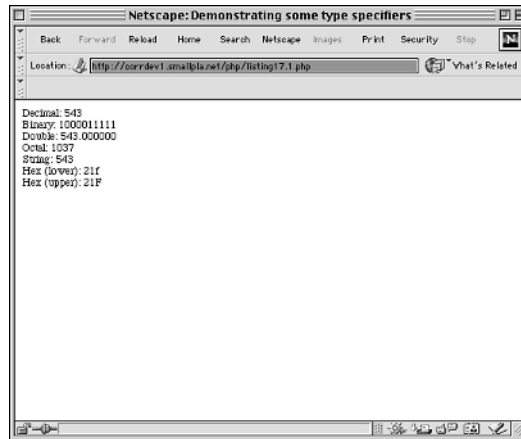 Netscape: Demonstrating some type specifiers
Back Forward Reload Home Search Netscape Images Print Security Stop N
Location: http://corrdev1.smallpla.net/php/listing17.1.php What's Related
Decimal: 543
Binary: 1000011111
Double: 543.000000
Octal: 1037
String: 543
Hex (lower): 21f
Hex (upper): 21F